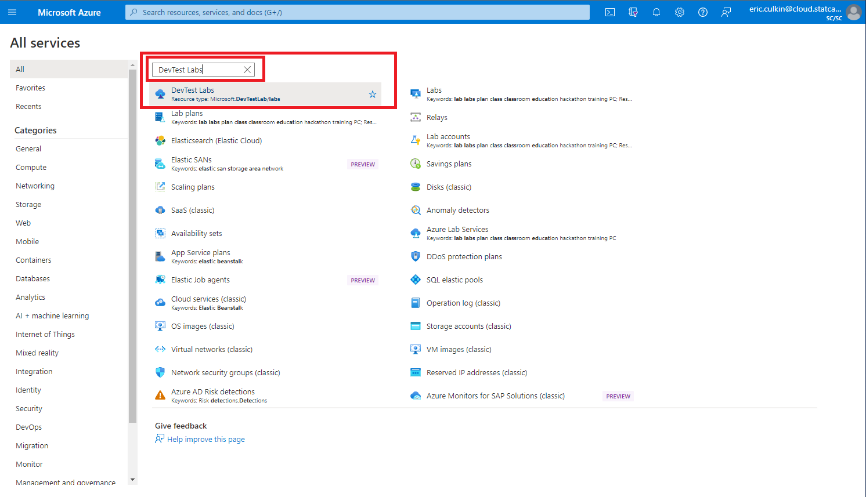 Microsoft Azure
Search resources, services, and docs (G+/)
eric.culkin@cloud.statca...
SC/SC
All services
All
Favorites
Recents
Categories
General
Compute
Networking
Storage
Web
Mobile
Containers
Databases
Analytics
AI + machine learning
Internet of Things
Mixed reality
Integration
Identity
Security
DevOps
Migration
Monitor
Management and governance
DevTest Labs
DevTest Labs
Resource type: Microsoft.DevTestLab/labs
Labs
Keywords: lab labs plan class classroom education hackathon training PC; Res...
Lab plans
Keywords: lab labs plan class classroom education hackathon training PC; Res...
Relays
Elasticsearch (Elastic Cloud)
Lab accounts
Keywords: lab labs plan class classroom education hackathon training PC; Res...
Elastic SANs
Keywords: elastic san storage area network
PREVIEW
Savings plans
Scaling plans
Disks (classic)
SaaS (classic)
Anomaly detectors
Availability sets
Azure Lab Services
Keywords: lab labs plan class classroom education hackathon training PC
App Service plans
Keywords: elastic beanstalk
DDoS protection plans
Elastic Job agents
PREVIEW
SQL elastic pools
Cloud services (classic)
Keywords: Elastic Beanstalk
Operation log (classic)
OS images (classic)
Storage accounts (classic)
Virtual networks (classic)
VM images (classic)
Network security groups (classic)
Reserved IP addresses (classic)
Azure AD Risk detections
Keywords: Risk detections,Detections
Azure Monitors for SAP Solutions (classic)
PREVIEW
Give feedback
Help improve this page